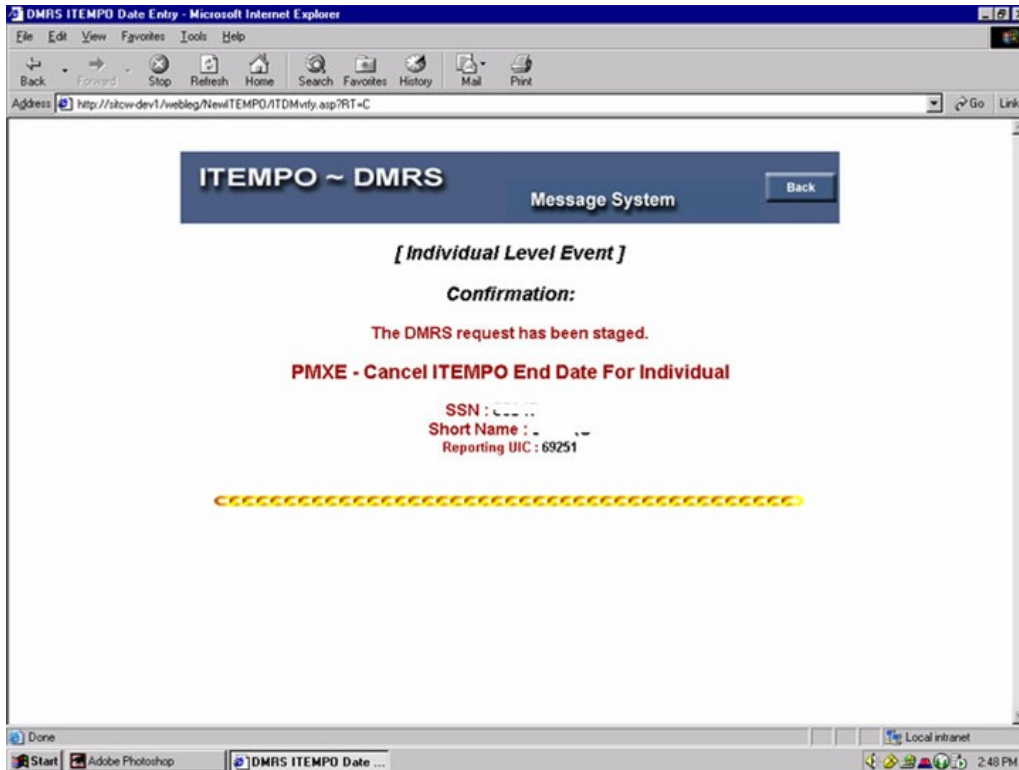 DMRS ITEMPO Date Entry - Microsoft Internet Explorer
File Edit View Favorites Tools Help
Back Forward Stop Refresh Home Search Favorites History Mail Print
Address http://sitcw-dev1/webleg/NewITEMPO/ITDMvrfy.asp?RT=C Go Link
ITEMPO ~ DMRS
Message System
Back
[ Individual Level Event ]
Confirmation:
The DMRS request has been staged.
PMXE - Cancel ITEMPO End Date For Individual
SSN :
Short Name :
Reporting UIC : 69251
Done Local intranet
Start Adobe Photoshop DMRS ITEMPO Date ... 2:48 PM